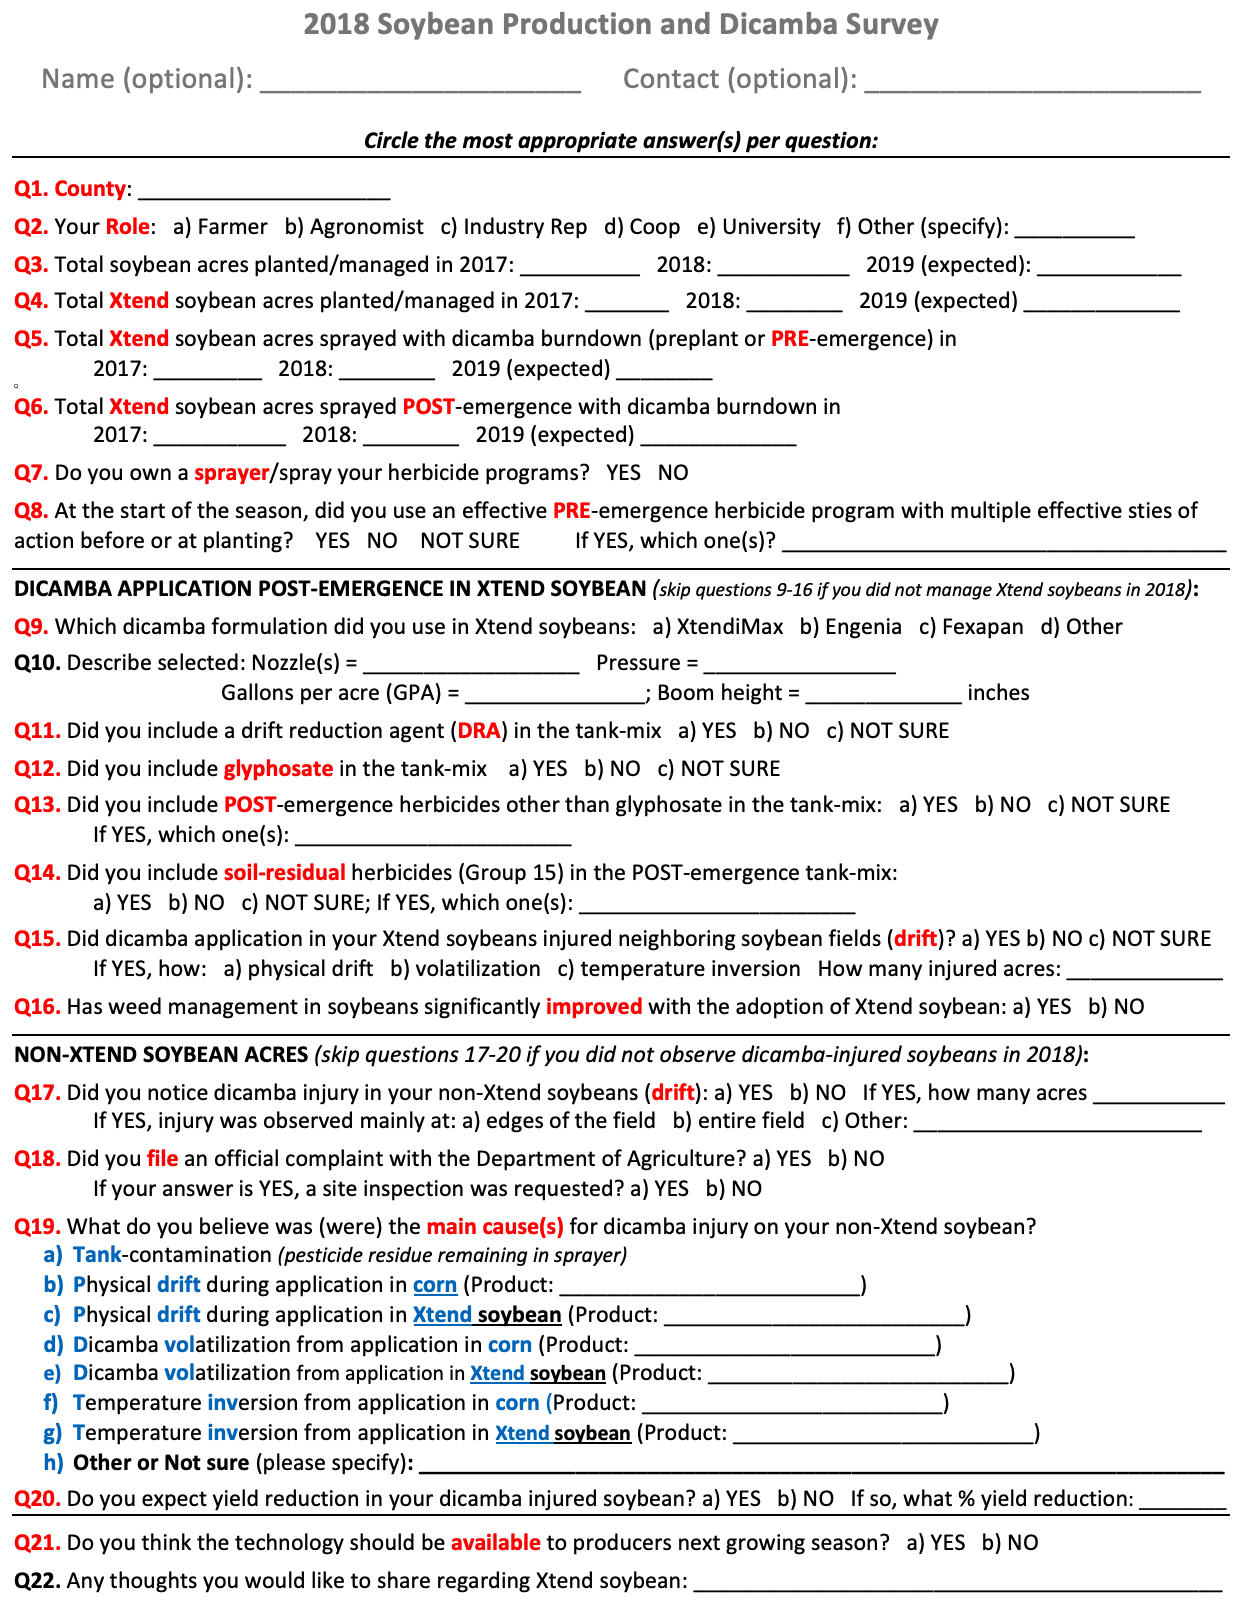 2018 Soybean Production and Dicamba Survey
Name (optional): ____________________ Contact (optional): _____________________
Circle the most appropriate answer(s) per question:
Q1. County: _____________________
Q2. Your Role: a) Farmer b) Agronomist c) Industry Rep d) Coop e) University f) Other (specify): __________
Q3. Total soybean acres planted/managed in 2017: __________ 2018: ___________ 2019 (expected): ____________
Q4. Total Xtend soybean acres planted/managed in 2017: _______ 2018: ________ 2019 (expected) _____________
Q5. Total Xtend soybean acres sprayed with dicamba burndown (preplant or PRE-emergence) in
2017: _________ 2018: ________ 2019 (expected) ________
Q6. Total Xtend soybean acres sprayed POST-emergence with dicamba burndown in
2017: ___________ 2018: ________ 2019 (expected) _____________
Q7. Do you own a sprayer/spray your herbicide programs? YES NO
Q8. At the start of the season, did you use an effective PRE-emergence herbicide program with multiple effective sties of
action before or at planting? YES NO NOT SURE If YES, which one(s)? _____________________________________
DICAMBA APPLICATION POST-EMERGENCE IN XTEND SOYBEAN (skip questions 9-16 if you did not manage Xtend soybeans in 2018):
Q9. Which dicamba formulation did you use in Xtend soybeans: a) XtendiMax b) Engenia c) Fexapan d) Other
Q10. Describe selected: Nozzle(s) = __________________ Pressure = ________________
Gallons per acre (GPA) = _______________; Boom height = _____________ inches
Q11. Did you include a drift reduction agent (DRA) in the tank-mix a) YES b) NO c) NOT SURE
Q12. Did you include glyphosate in the tank-mix a) YES b) NO c) NOT SURE
Q13. Did you include POST-emergence herbicides other than glyphosate in the tank-mix: a) YES b) NO c) NOT SURE
If YES, which one(s): _______________________
Q14. Did you include soil-residual herbicides (Group 15) in the POST-emergence tank-mix:
a) YES b) NO c) NOT SURE; If YES, which one(s): _______________________
Q15. Did dicamba application in your Xtend soybeans injured neighboring soybean fields (drift)? a) YES b) NO c) NOT SURE
If YES, how: a) physical drift b) volatilization c) temperature inversion How many injured acres: _____________
Q16. Has weed management in soybeans significantly improved with the adoption of Xtend soybean: a) YES b) NO
NON-XTEND SOYBEAN ACRES (skip questions 17-20 if you did not observe dicamba-injured soybeans in 2018):
Q17. Did you notice dicamba injury in your non-Xtend soybeans (drift): a) YES b) NO If YES, how many acres ___________
If YES, injury was observed mainly at: a) edges of the field b) entire field c) Other: ________________________
Q18. Did you file an official complaint with the Department of Agriculture? a) YES b) NO
If your answer is YES, a site inspection was requested? a) YES b) NO
Q19. What do you believe was (were) the main cause(s) for dicamba injury on your non-Xtend soybean?
a) Tank-contamination (pesticide residue remaining in sprayer)
b) Physical drift during application in corn (Product: _________________________)
c) Physical drift during application in Xtend soybean (Product: _________________________)
d) Dicamba volatilization from application in corn (Product: _________________________)
e) Dicamba volatilization from application in Xtend soybean (Product: _________________________)
f) Temperature inversion from application in corn (Product: _________________________)
g) Temperature inversion from application in Xtend soybean (Product: _________________________)
h) Other or Not sure (please specify): ___________________________________________________________________
Q20. Do you expect yield reduction in your dicamba injured soybean? a) YES b) NO If so, what % yield reduction: _______
Q21. Do you think the technology should be available to producers next growing season? a) YES b) NO
Q22. Any thoughts you would like to share regarding Xtend soybean: ____________________________________________